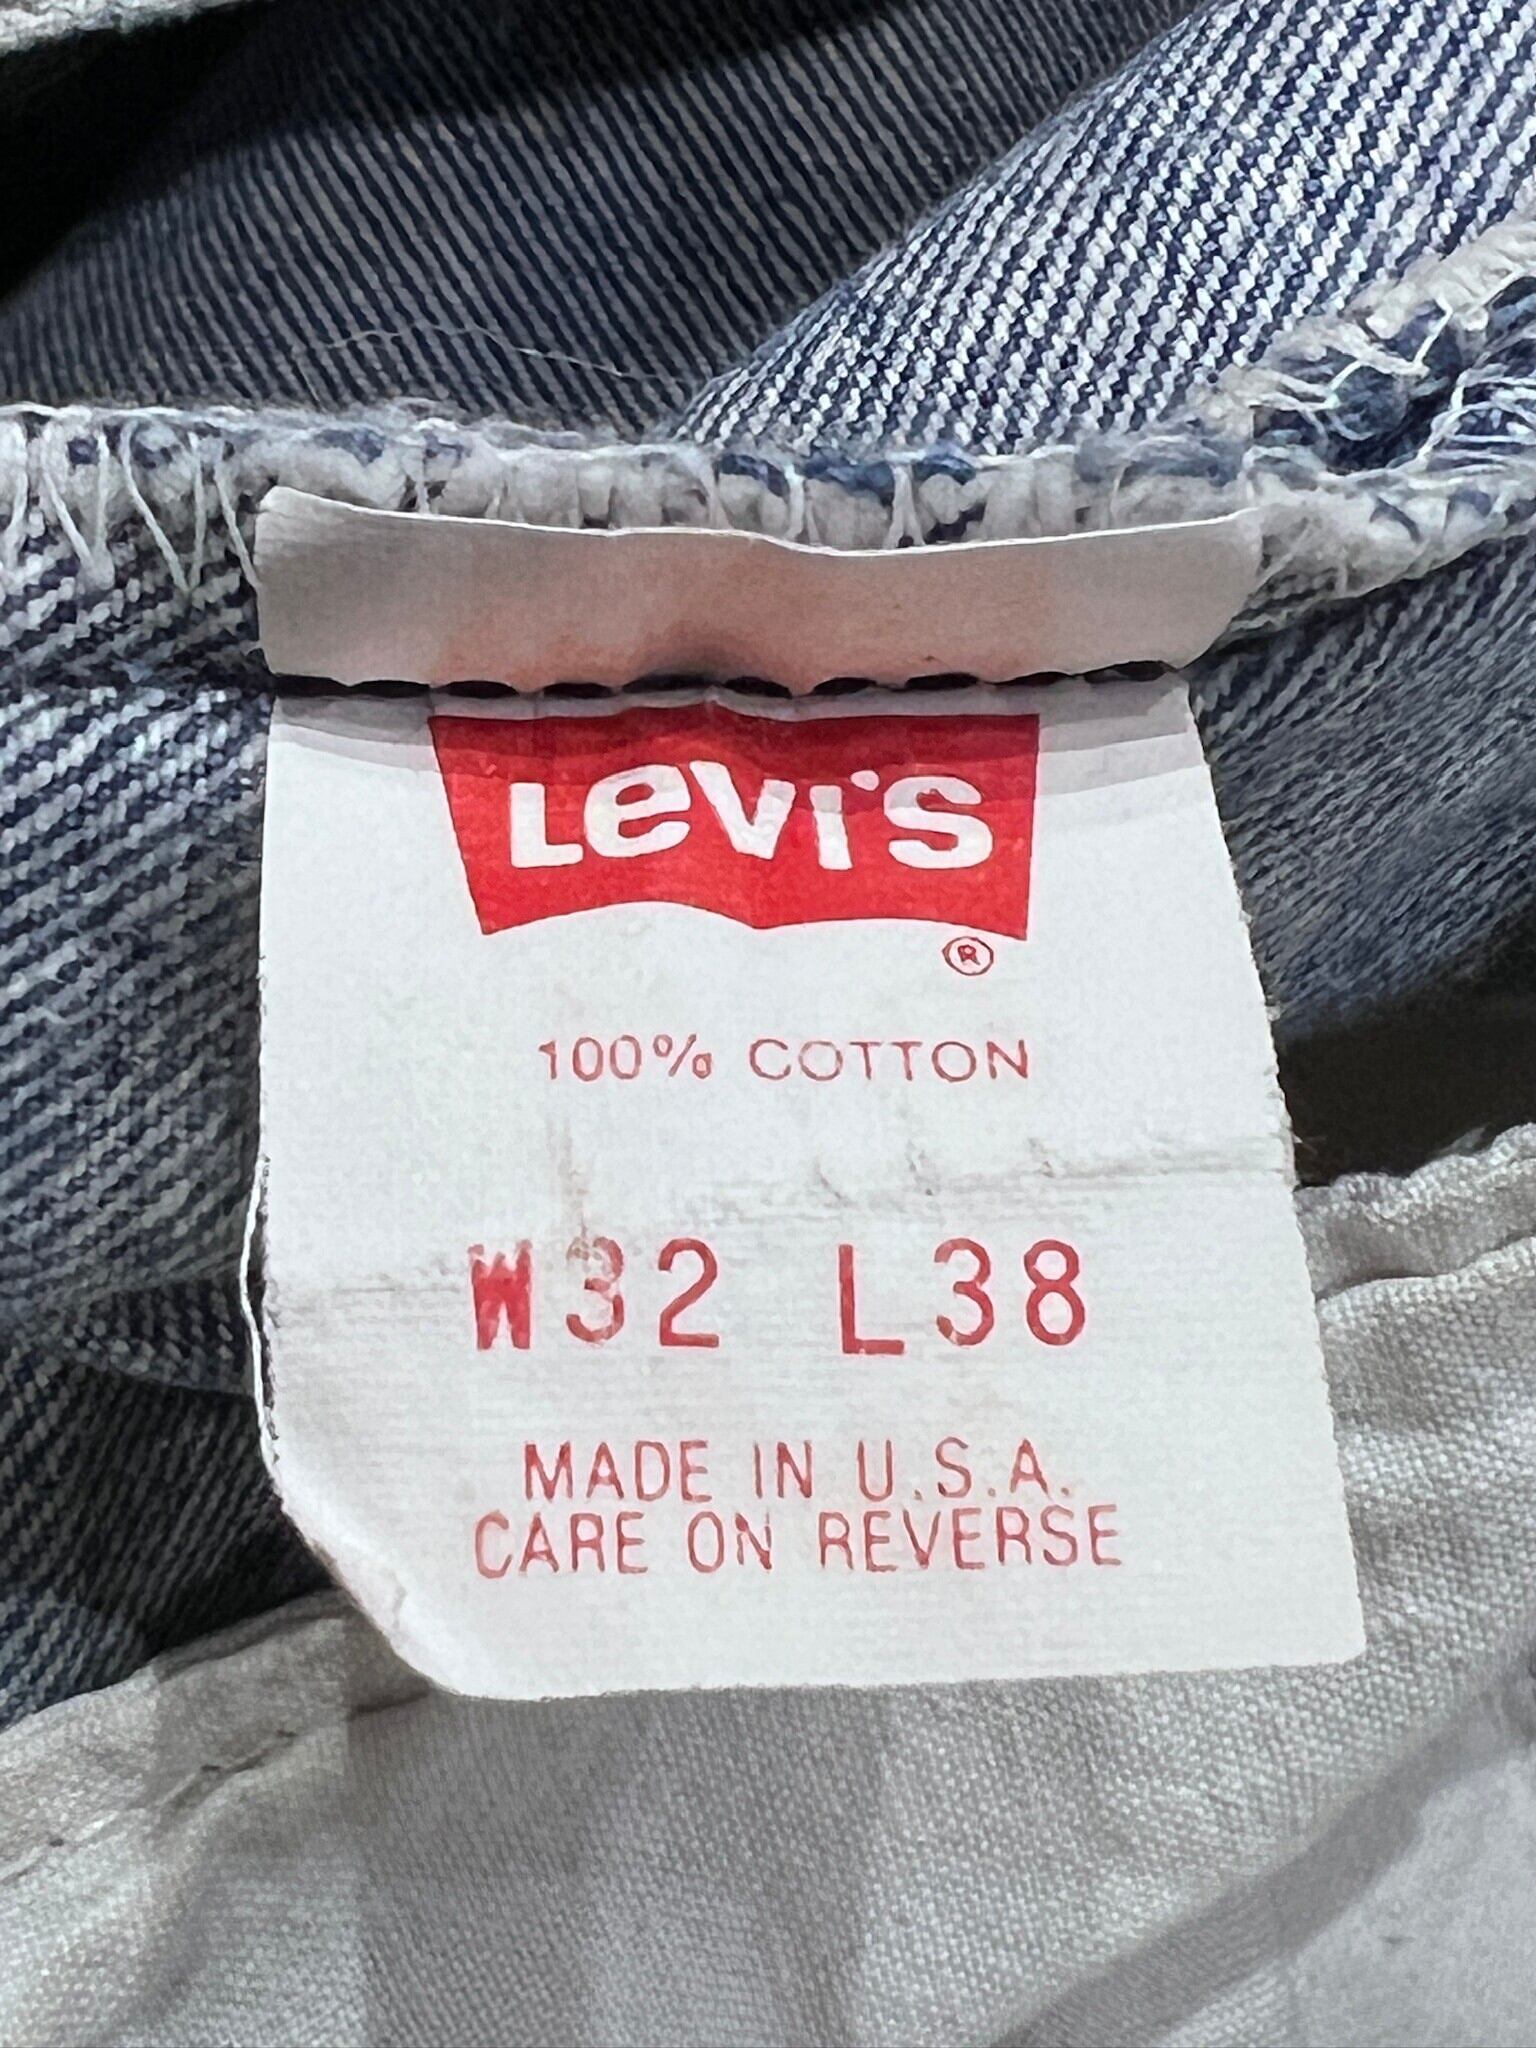 Levi's
®
100% COTTON
W32 L38
MADE IN U.S.A.
CARE ON REVERSE